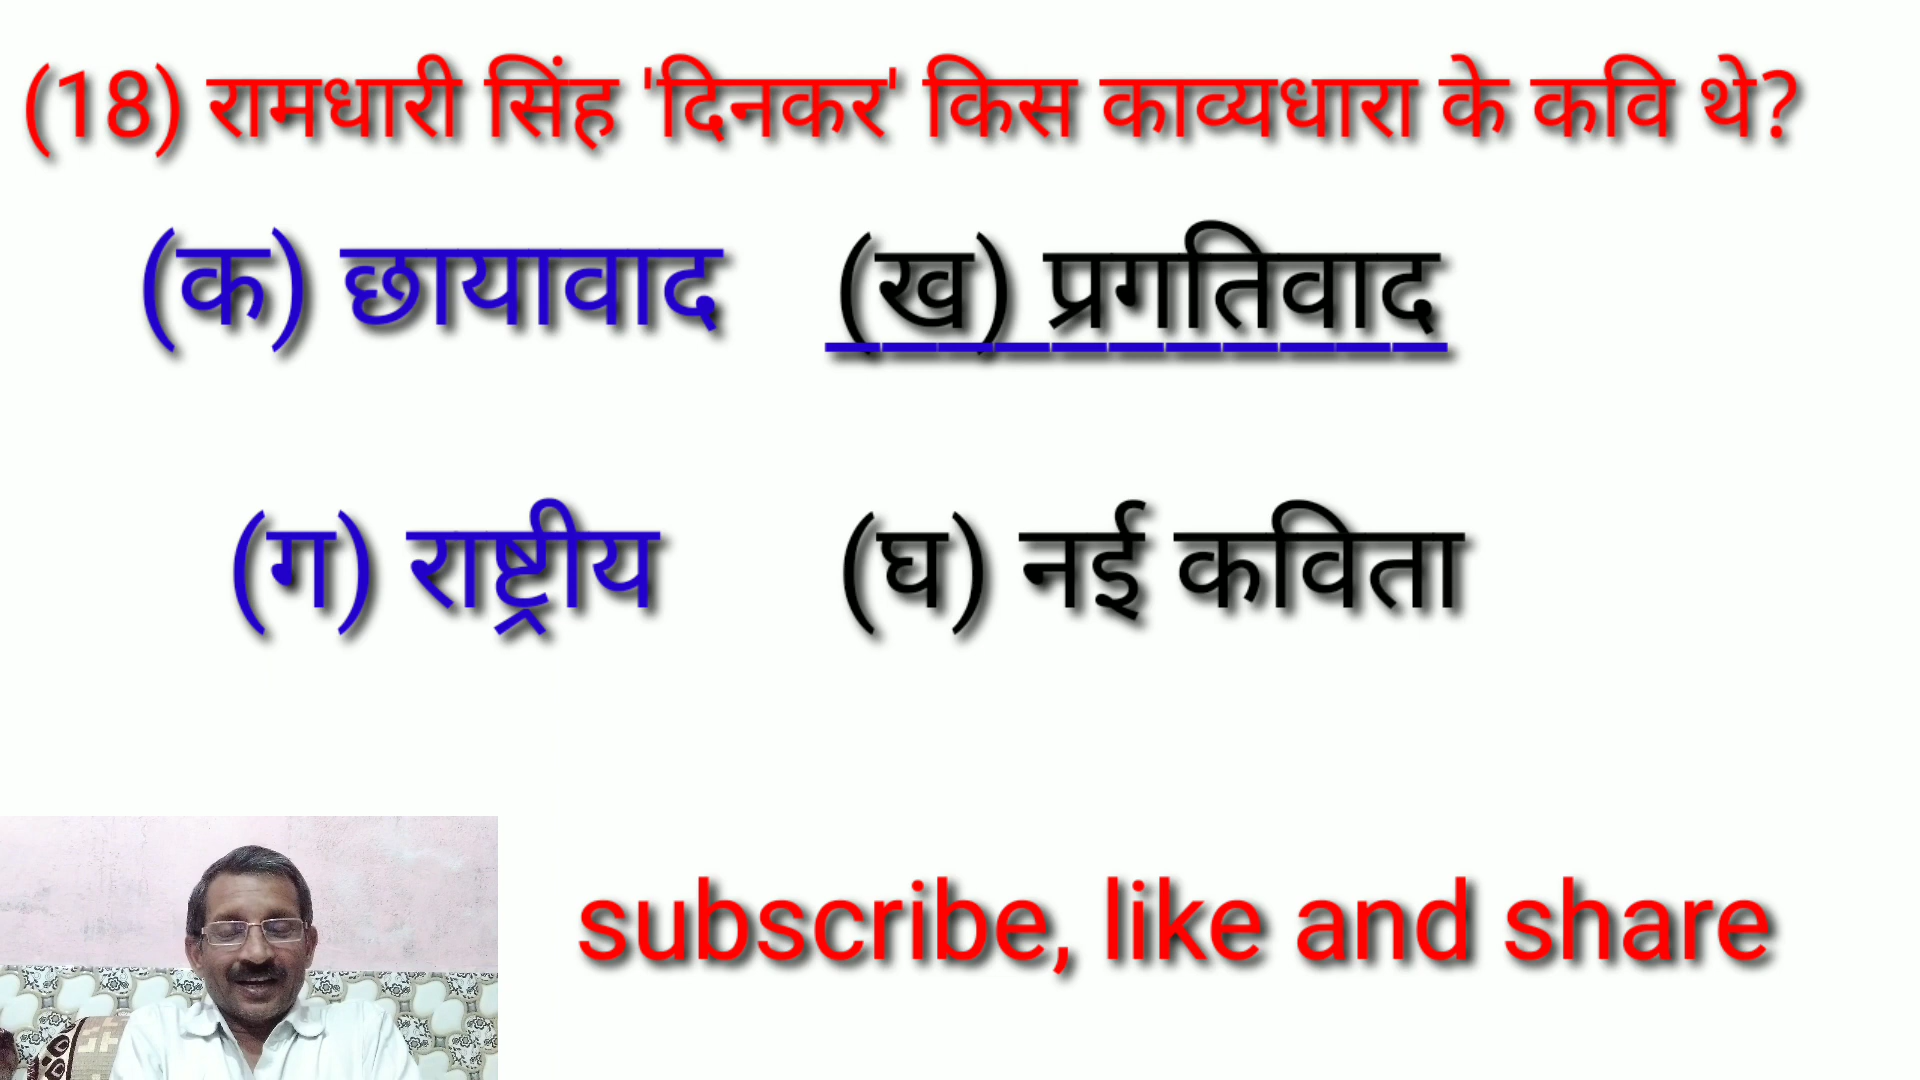 (18) रामधारी सिंह 'दिनकर' किस काव्यधारा के कवि थे?
(क) छायावाद (ख) प्रगतिवाद
(ग) राष्ट्रीय (घ) नई कविता
subscribe, like and share